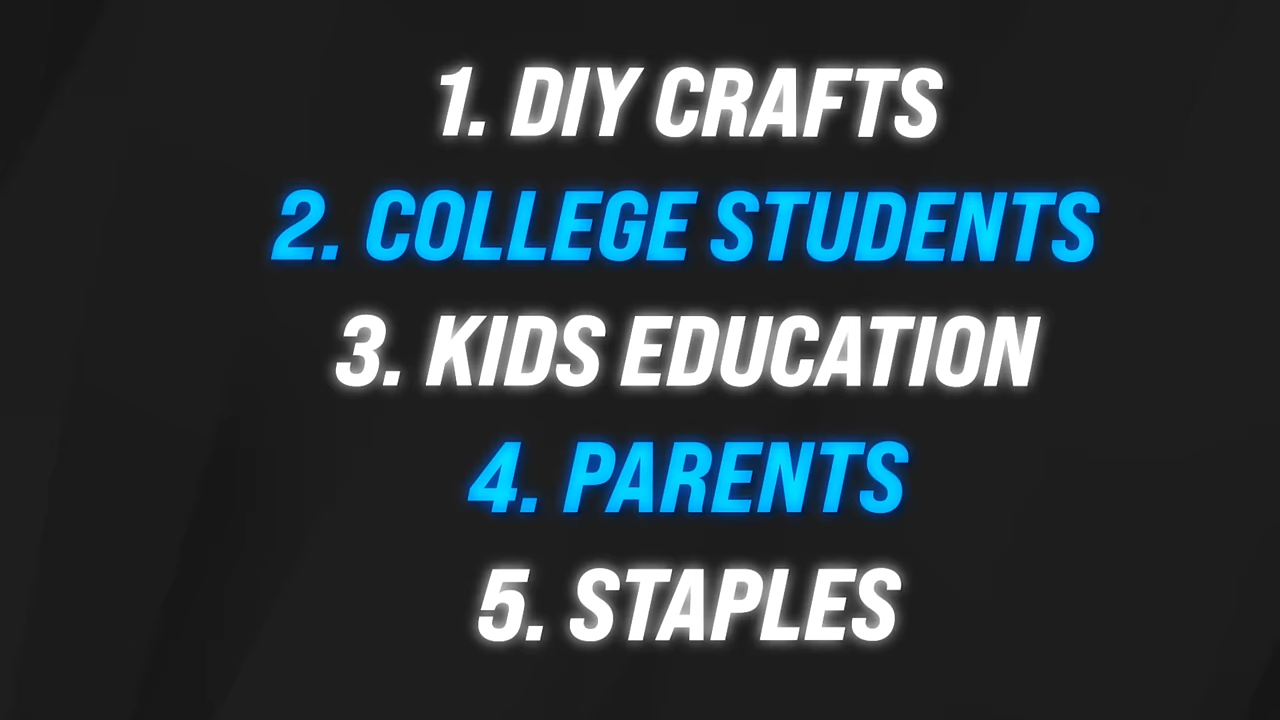 1. DIY CRAFTS
2. COLLEGE STUDENTS
3. KIDS EDUCATION
4. PARENTS
5. STAPLES